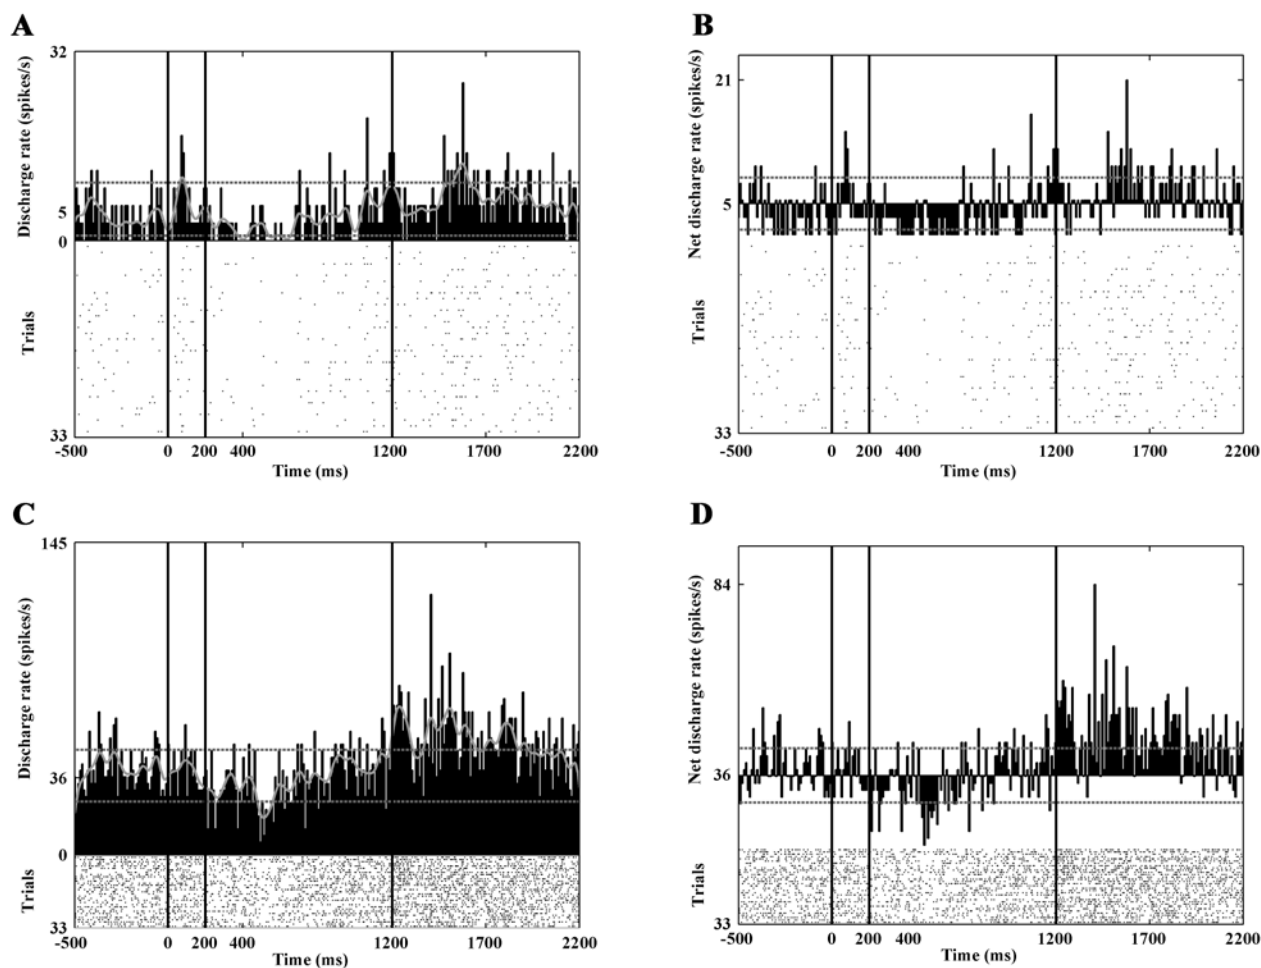 A
B
32
Discharge rate (spikes/s)
5
0
Trials
33
-500 0 200 400 1200 1700 2200
Time (ms)
21
Net discharge rate (spikes/s)
5
Trials
33
-500 0 200 400 1200 1700 2200
Time (ms)
C
D
145
Discharge rate (spikes/s)
36
0
Trials
33
-500 0 200 400 1200 1700 2200
Time (ms)
84
Net discharge rate (spikes/s)
36
Trials
33
-500 0 200 400 1200 1700 2200
Time (ms)